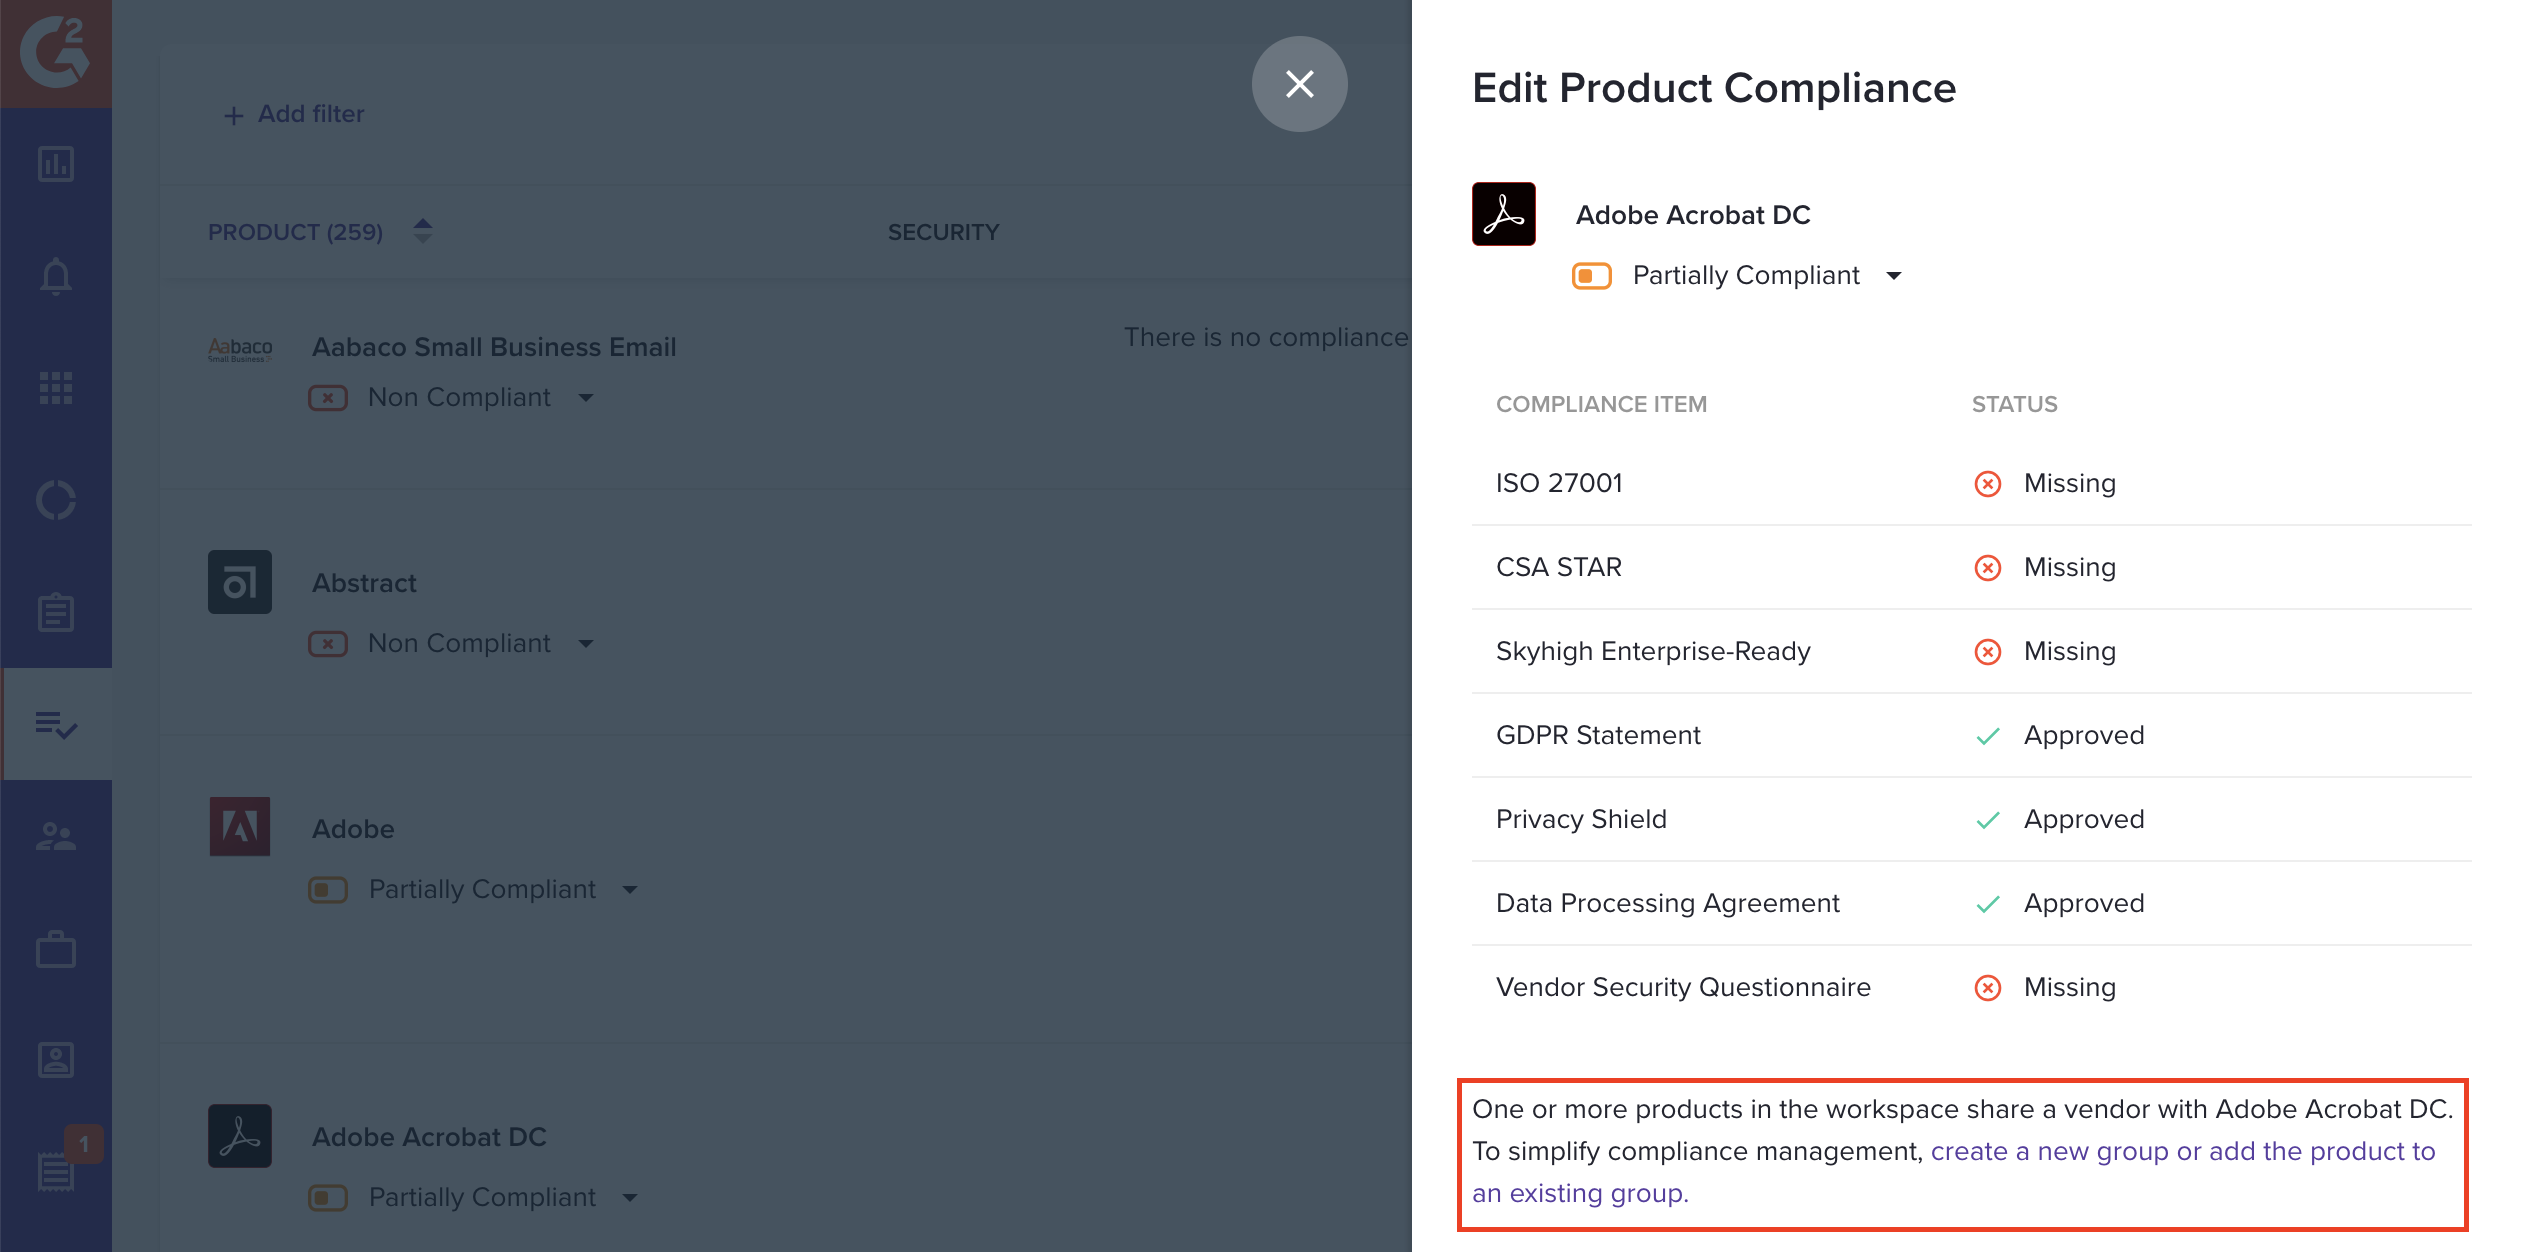 G2
+ Add filter
PRODUCT (259)
SECURITY
Aabaco
Small Business
Aabaco Small Business Email
Non Compliant
There is no compliance
Abstract
Non Compliant
Adobe
Partially Compliant
Adobe Acrobat DC
Partially Compliant
1
Edit Product Compliance
Adobe Acrobat DC
Partially Compliant
COMPLIANCE ITEM
STATUS
ISO 27001
Missing
CSA STAR
Missing
Skyhigh Enterprise-Ready
Missing
GDPR Statement
Approved
Privacy Shield
Approved
Data Processing Agreement
Approved
Vendor Security Questionnaire
Missing
One or more products in the workspace share a vendor with Adobe Acrobat DC.
To simplify compliance management, create a new group or add the product to
an existing group.